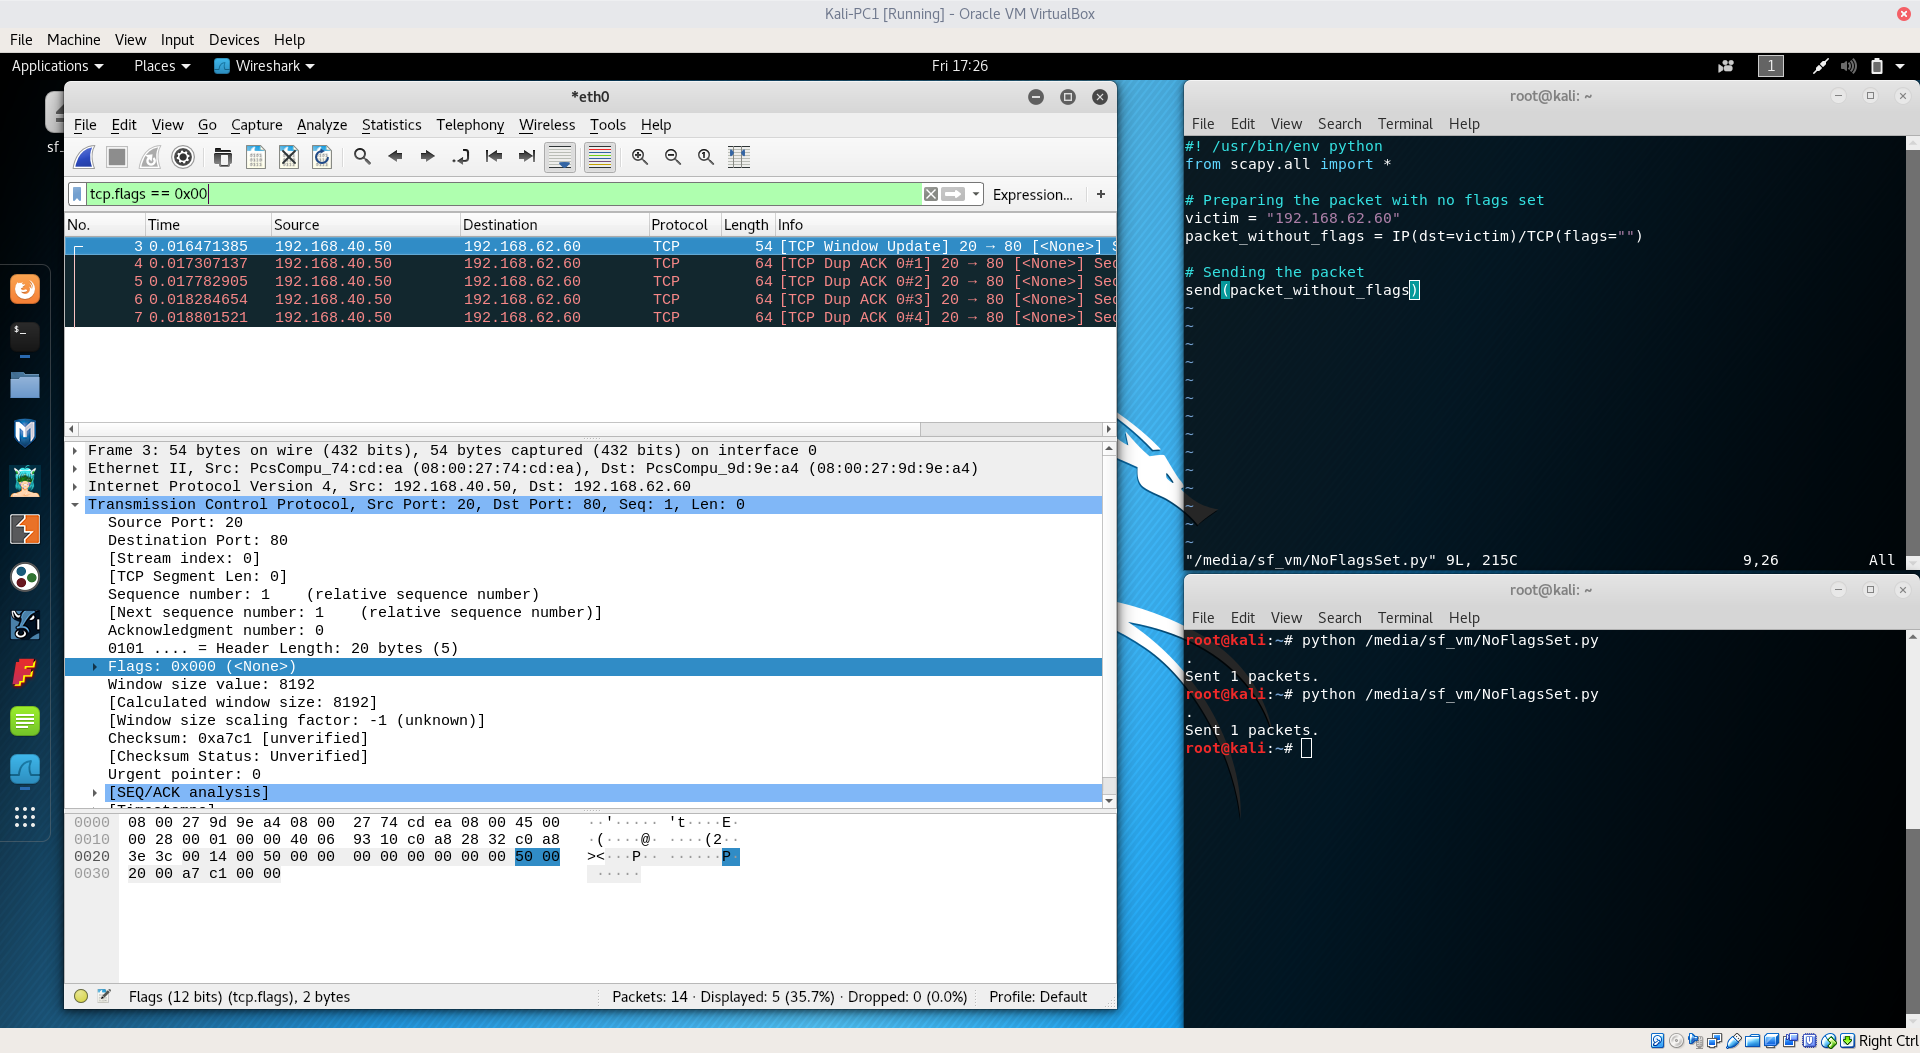 Kali-PC1 [Running] - Oracle VM VirtualBox
File Machine View Input Devices Help
Applications Places Wireshark Fri 17:26 1
*eth0
File Edit View Go Capture Analyze Statistics Telephony Wireless Tools Help
tcp.flags == 0x00 Expression... +
No. Time Source Destination Protocol Length Info
3 0.016471385 192.168.40.50 192.168.62.60 TCP 54 [TCP Window Update] 20 → 80 [<None>] S
4 0.017307137 192.168.40.50 192.168.62.60 TCP 64 [TCP Dup ACK 0#1] 20 → 80 [<None>] Sec
5 0.017782905 192.168.40.50 192.168.62.60 TCP 64 [TCP Dup ACK 0#2] 20 → 80 [<None>] Sec
6 0.018284654 192.168.40.50 192.168.62.60 TCP 64 [TCP Dup ACK 0#3] 20 → 80 [<None>] Sec
7 0.018801521 192.168.40.50 192.168.62.60 TCP 64 [TCP Dup ACK 0#4] 20 → 80 [<None>] Sec
Frame 3: 54 bytes on wire (432 bits), 54 bytes captured (432 bits) on interface 0
Ethernet II, Src: PcsCompu_74:cd:ea (08:00:27:74:cd:ea), Dst: PcsCompu_9d:9e:a4 (08:00:27:9d:9e:a4)
Internet Protocol Version 4, Src: 192.168.40.50, Dst: 192.168.62.60
Transmission Control Protocol, Src Port: 20, Dst Port: 80, Seq: 1, Len: 0
Source Port: 20
Destination Port: 80
[Stream index: 0]
[TCP Segment Len: 0]
Sequence number: 1    (relative sequence number)
[Next sequence number: 1    (relative sequence number)]
Acknowledgment number: 0
0101 .... = Header Length: 20 bytes (5)
Flags: 0x000 (<None>)
Window size value: 8192
[Calculated window size: 8192]
[Window size scaling factor: -1 (unknown)]
Checksum: 0xa7c1 [unverified]
[Checksum Status: Unverified]
Urgent pointer: 0
[SEQ/ACK analysis]
[Timestamps]
0000 08 00 27 9d 9e a4 08 00 27 74 cd ea 08 00 45 00 ··'····· 't····E·
0010 00 28 00 01 00 00 40 06 93 10 c0 a8 28 32 c0 a8 ·(····@· ····(2··
0020 3e 3c 00 14 00 50 00 00 00 00 00 00 00 00 50 00 ><···P·· ······P·
0030 20 00 a7 c1 00 00 ·····
Flags (12 bits) (tcp.flags), 2 bytes Packets: 14 · Displayed: 5 (35.7%) · Dropped: 0 (0.0%) Profile: Default
sf_
root@kali: ~
File Edit View Search Terminal Help
#! /usr/bin/env python
from scapy.all import *
# Preparing the packet with no flags set
victim = "192.168.62.60"
packet_without_flags = IP(dst=victim)/TCP(flags="")
# Sending the packet
send(packet_without_flags)
~
~
~
~
~
~
~
~
~
~
~
~
~
~
"/media/sf_vm/NoFlagsSet.py" 9L, 215C 9,26 All
root@kali: ~
File Edit View Search Terminal Help
root@kali:~# python /media/sf_vm/NoFlagsSet.py
.
Sent 1 packets.
root@kali:~# python /media/sf_vm/NoFlagsSet.py
.
Sent 1 packets.
root@kali:~#
Right Ctrl